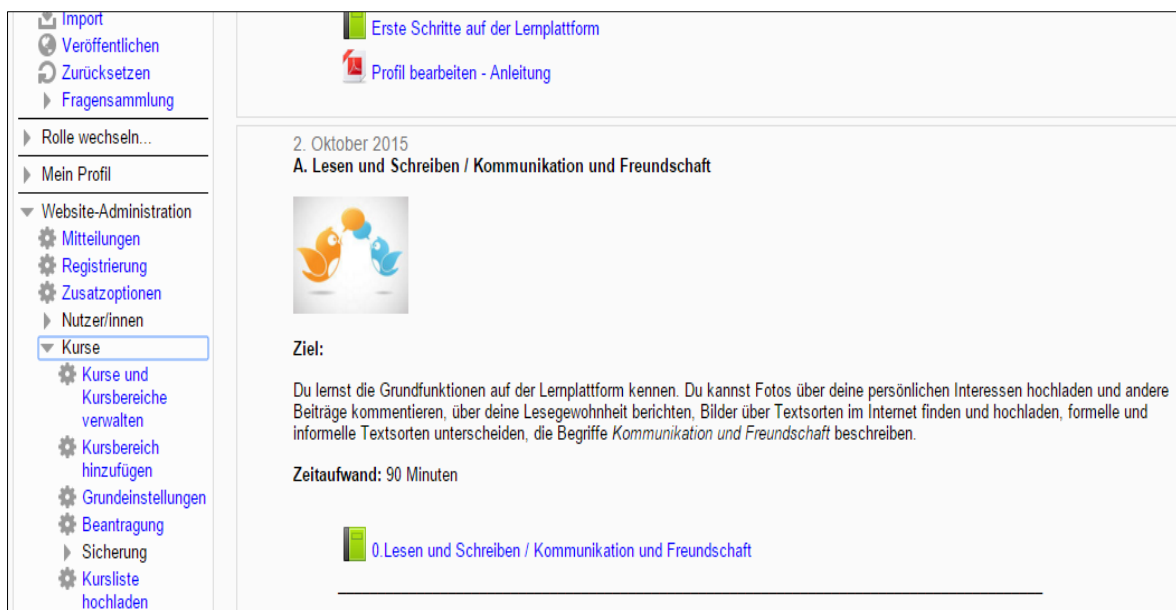 Import
Veröffentlichen
Zurücksetzen
Fragensammlung
Rolle wechseln...
Mein Profil
Website-Administration
Mitteilungen
Registrierung
Zusatzoptionen
Nutzer/innen
Kurse
Kurse und
Kursbereiche
verwalten
Kursbereich
hinzufügen
Grundeinstellungen
Beantragung
Sicherung
Kursliste
hochladen
Erste Schritte auf der Lernplattform
Profil bearbeiten - Anleitung
2. Oktober 2015
A. Lesen und Schreiben / Kommunikation und Freundschaft
Ziel:
Du lernst die Grundfunktionen auf der Lernplattform kennen. Du kannst Fotos über deine persönlichen Interessen hochladen und andere
Beiträge kommentieren, über deine Lesegewohnheit berichten, Bilder über Textsorten im Internet finden und hochladen, formelle und
informelle Textsorten unterscheiden, die Begriffe Kommunikation und Freundschaft beschreiben.
Zeitaufwand: 90 Minuten
0.Lesen und Schreiben / Kommunikation und Freundschaft